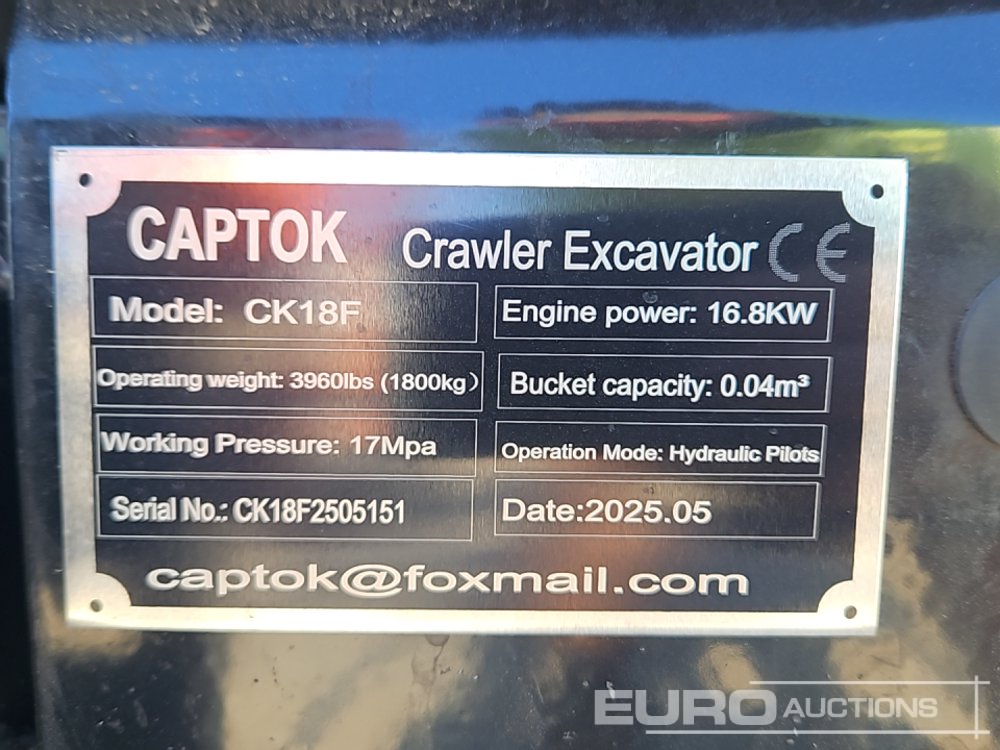 CAPTOK Crawler Excavator CE
Model: CK18F
Engine power: 16.8KW
Operating weight: 3960lbs (1800kg)
Bucket capacity: 0.04m³
Working Pressure: 17Mpa
Operation Mode: Hydraulic Pilots
Serial No.: CK18F2505151
Date:2025.05
captok@foxmail.com
EURO AUCTIONS